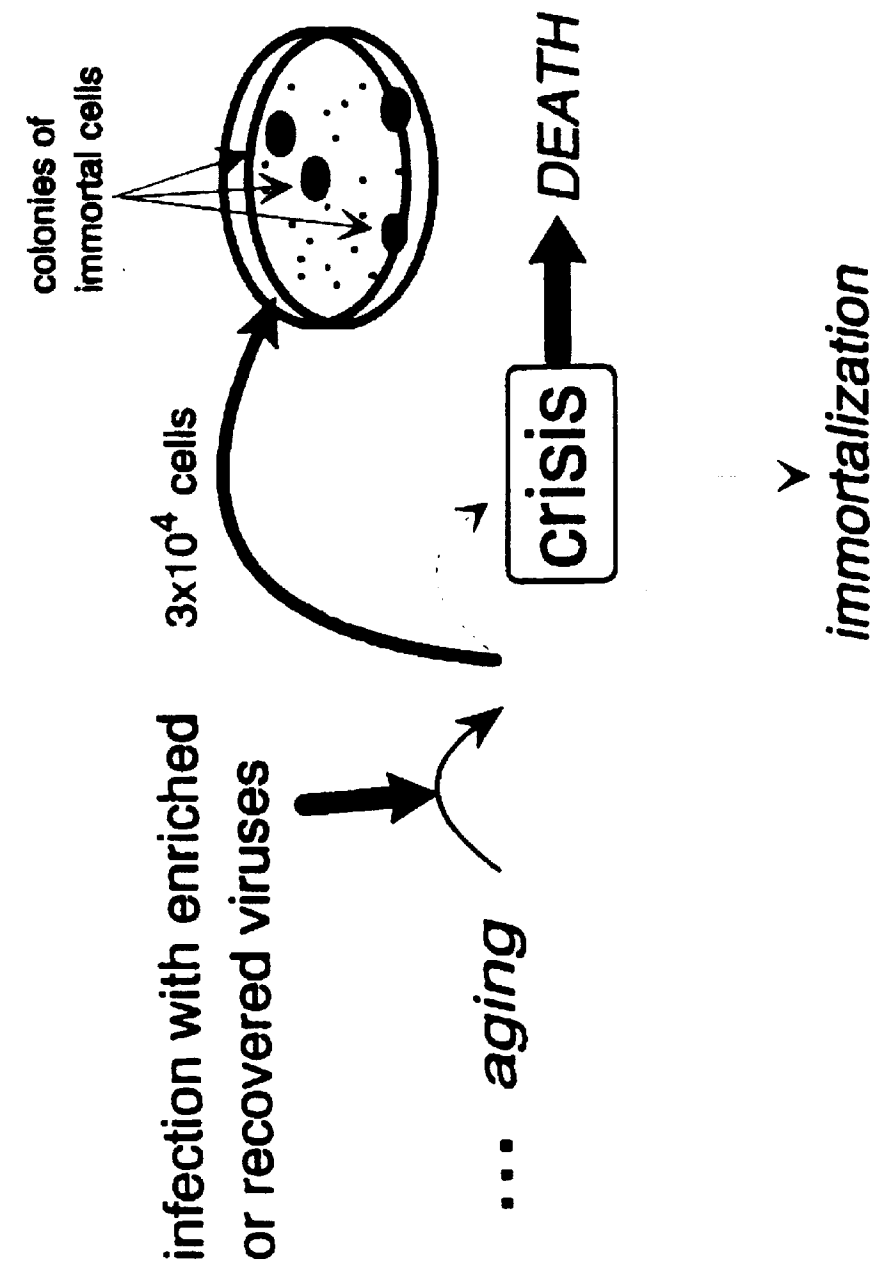 infection with enriched
or recovered viruses
3x10⁴ cells
colonies of
immortal cells
... aging
crisis
DEATH
immortalization